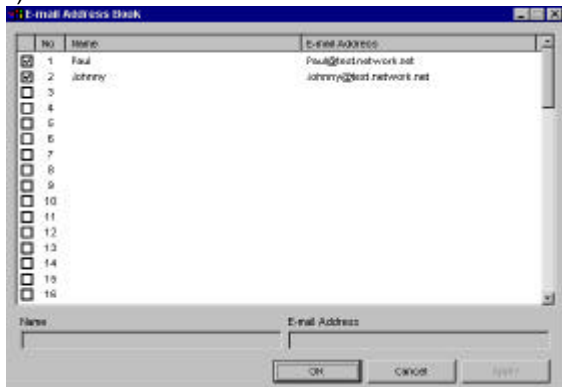 )
E-mail Address Book
No Name E-mail Address
1 Paul Paul@test.network.net
2 Johnny Johnny@test.network.net
3
4
5
6
7
8
9
10
11
12
13
14
15
16
Name E-mail Address
OK Cancel Apply